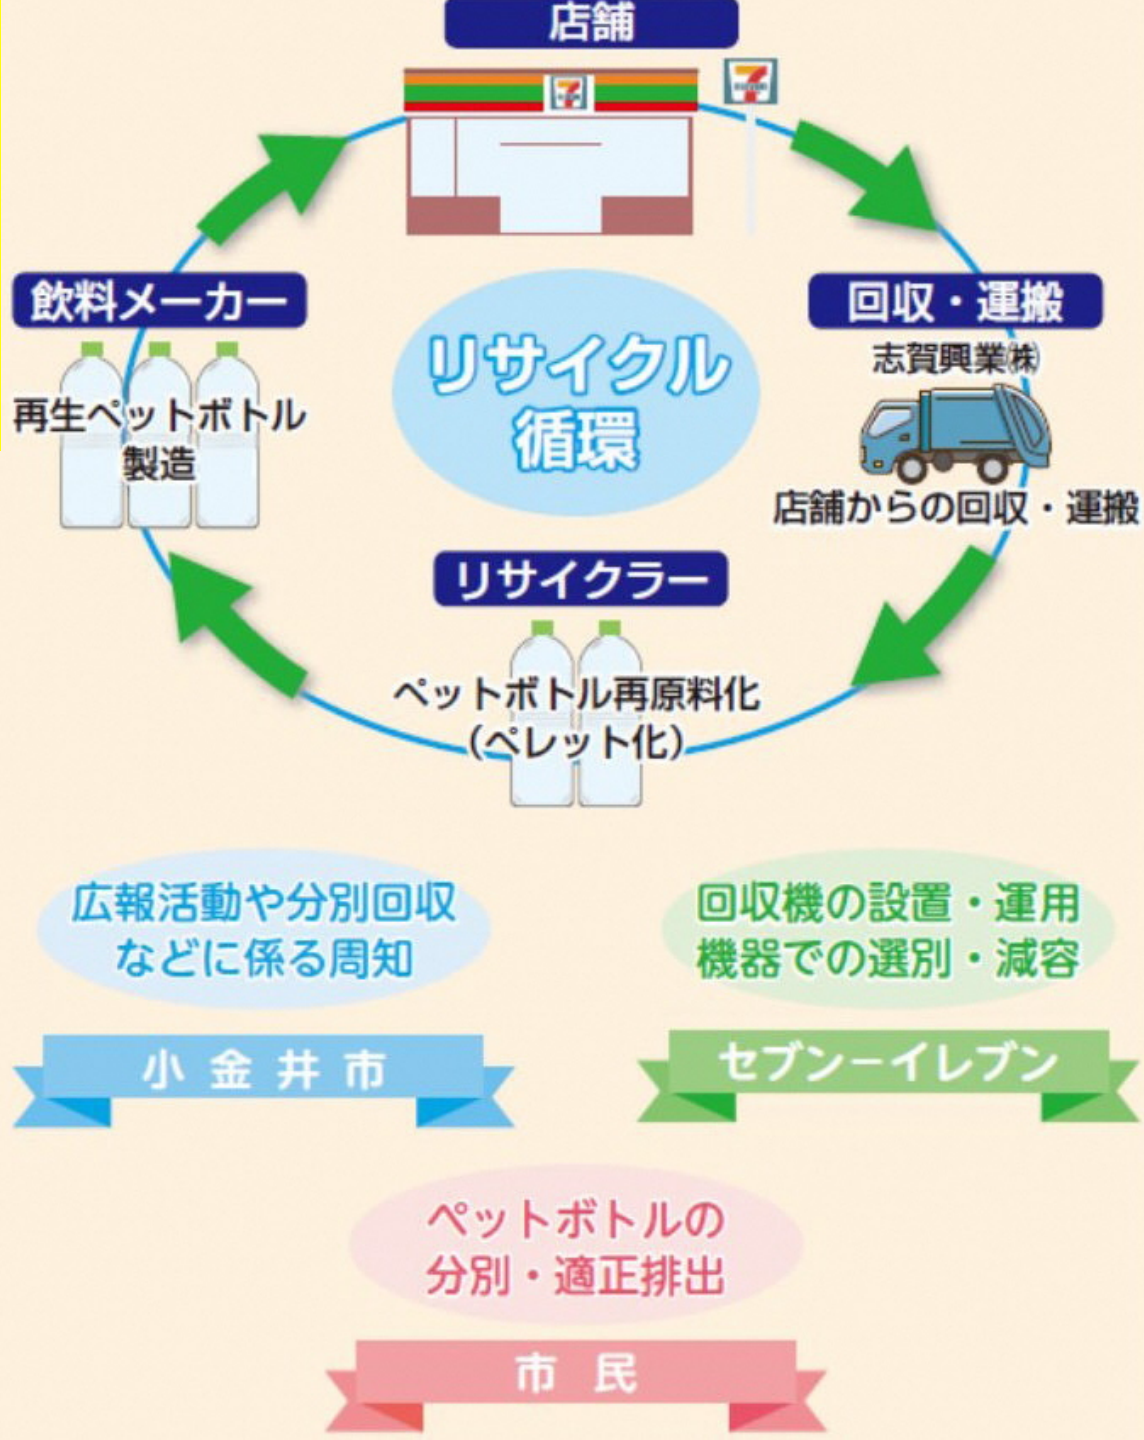 店舗
飲料メーカー
再生ペットボトル
製造
リサイクル
循環
回収・運搬
志賀興業㈱
店舗からの回収・運搬
リサイクラー
ペットボトル再原料化
（ペレット化）
広報活動や分別回収
などに係る周知
小金井市
回収機の設置・運用
機器での選別・減容
セブン－イレブン
ペットボトルの
分別・適正排出
市民